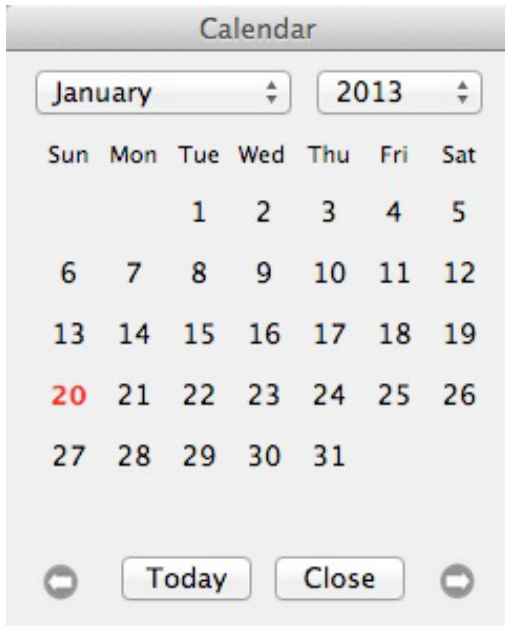 Calendar
January 2013
Sun Mon Tue Wed Thu Fri Sat
1 2 3 4 5
6 7 8 9 10 11 12
13 14 15 16 17 18 19
20 21 22 23 24 25 26
27 28 29 30 31
Today Close